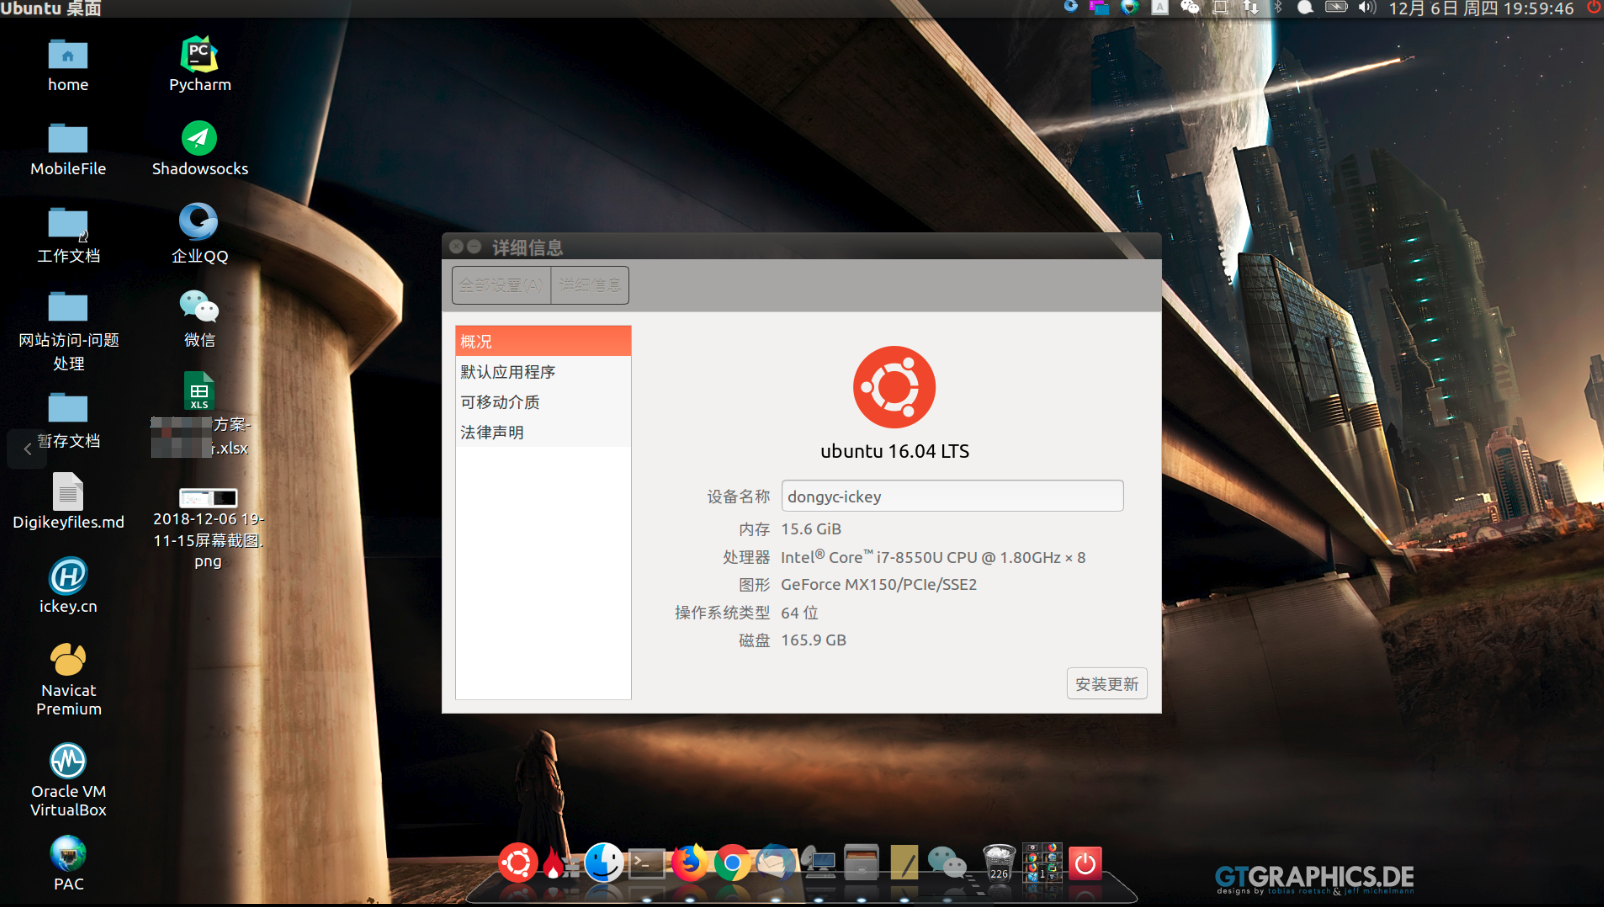 Ubuntu 桌面
12月 6日 周四 19:59:46
home
Pycharm
MobileFile
Shadowsocks
工作文档
企业QQ
网站访问-问题
处理
微信
XLS
方案-
.xlsx
暂存文档
Digikeyfiles.md
2018-12-06 19-
11-15屏幕截图.
png
ickey.cn
Navicat
Premium
Oracle VM
VirtualBox
PAC
详细信息
全部设置(A)
详细信息
概况
默认应用程序
可移动介质
法律声明
ubuntu 16.04 LTS
设备名称 dongyc-ickey
内存 15.6 GiB
处理器 Intel® Core™ i7-8550U CPU @ 1.80GHz × 8
图形 GeForce MX150/PCIe/SSE2
操作系统类型 64 位
磁盘 165.9 GB
安装更新
226
1
GTGRAPHICS.DE
designs by tobias roetsch & jeff michelmann